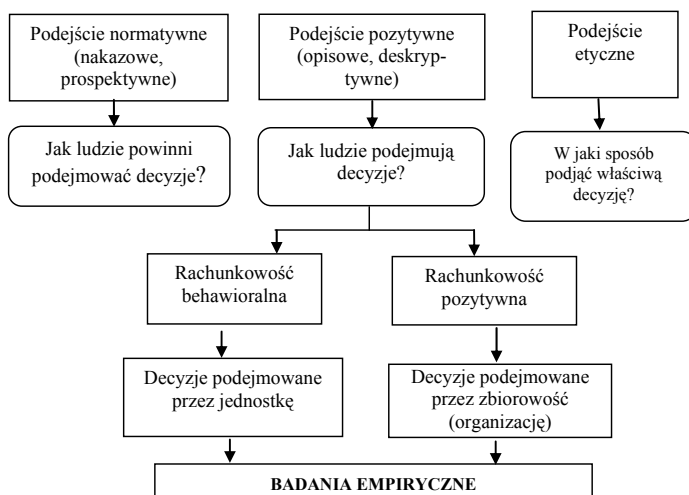 Podejście normatywne
(nakazowe,
prospektywne)
Podejście pozytywne
(opisowe, deskryp-
tywne)
Podejście
etyczne
Jak ludzie powinni
podejmować decyzje?
Jak ludzie podejmują
decyzje?
W jaki sposób
podjąć właściwą
decyzję?
Rachunkowość
behawioralna
Rachunkowość
pozytywna
Decyzje podejmowane
przez jednostkę
Decyzje podejmowane
przez zbiorowość
(organizację)
BADANIA EMPIRYCZNE